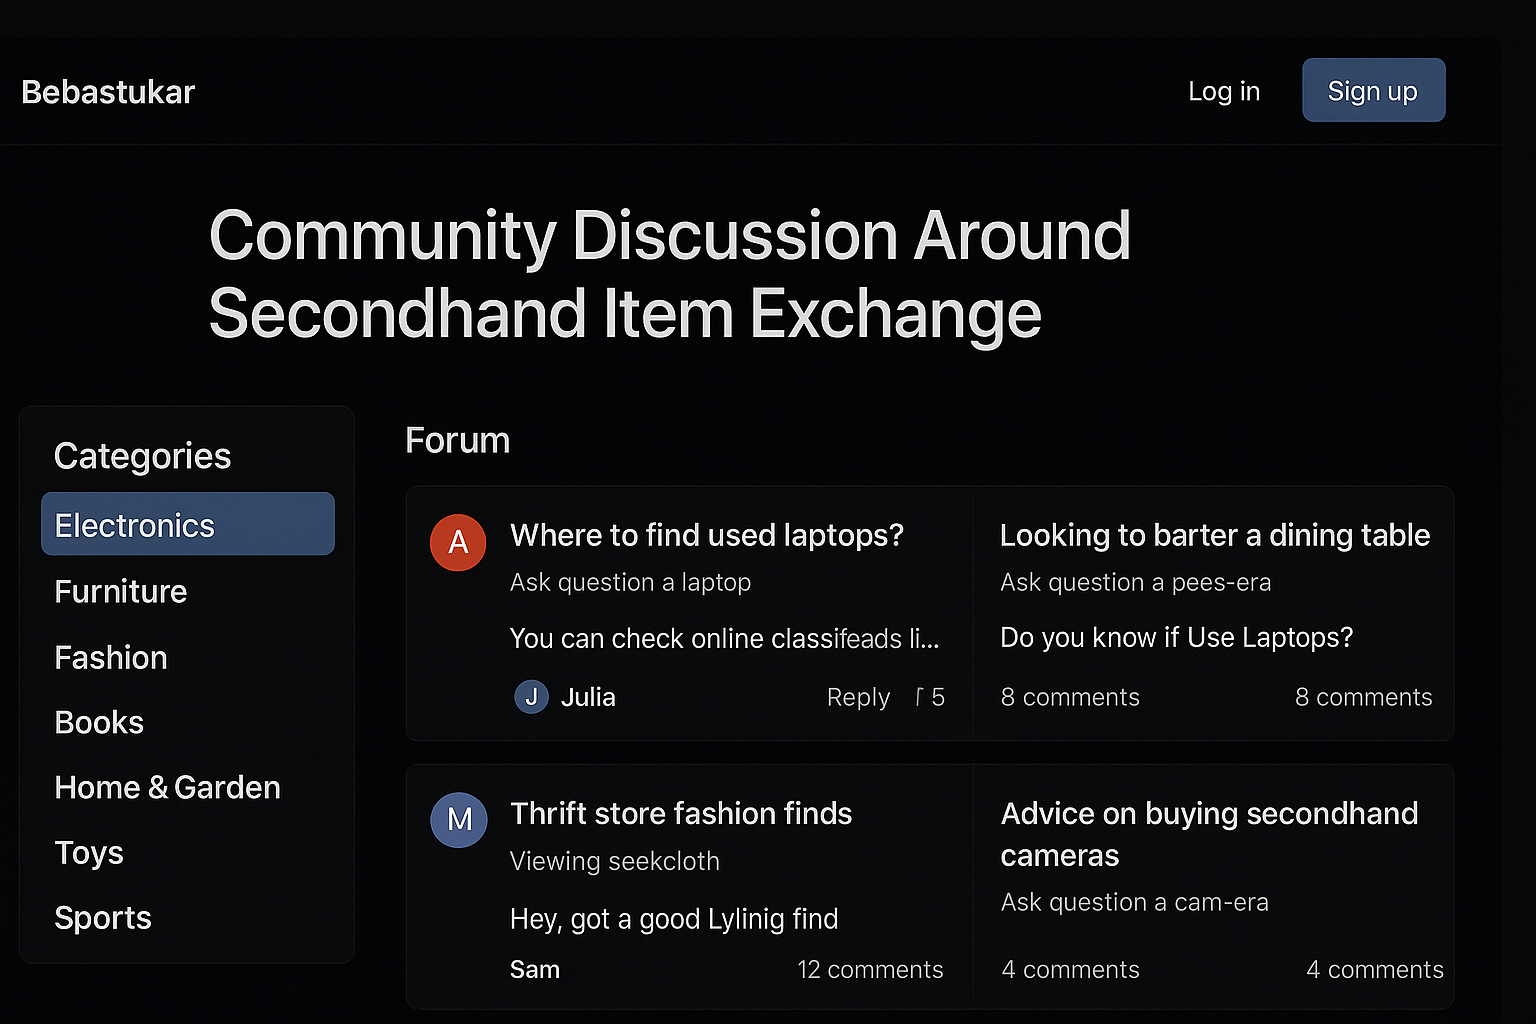 Bebastukar
Log in
Sign up
Community Discussion Around
Secondhand Item Exchange
Categories
Electronics
Furniture
Fashion
Books
Home & Garden
Toys
Sports
Forum
A
Where to find used laptops?
Ask question a laptop
You can check online classifeads li...
J Julia
Reply
5
Looking to barter a dining table
Ask question a pees-era
Do you know if Use Laptops?
8 comments
8 comments
M
Thrift store fashion finds
Viewing seekcloth
Hey, got a good Lylinig find
Sam
12 comments
Advice on buying secondhand
cameras
Ask question a cam-era
4 comments
4 comments